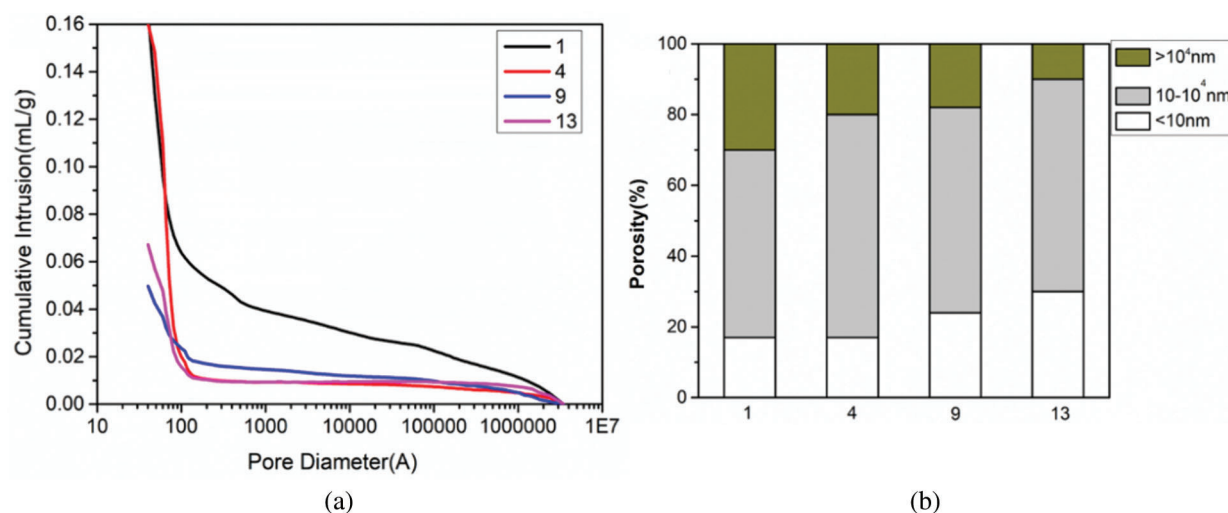 0.16
0.14
0.12
0.10
0.08
0.06
0.04
0.02
0.00
Cumulative Intrusion(mL/g)
1
4
9
13
10 100 1000 10000 100000 1000000 1E7
Pore Diameter(A)
(a)
100
80
60
40
20
0
Porosity(%)
>10⁴nm
10-10⁴nm
<10nm
1 4 9 13
(b)